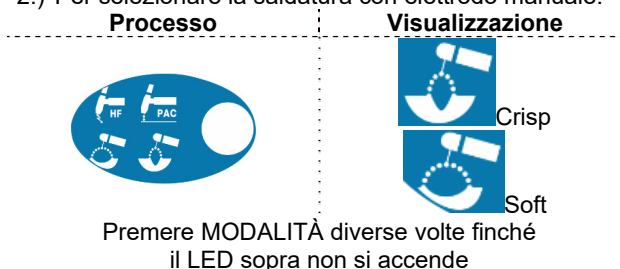 2.) Per selezionare la saldatura con elettrodo manuale:
Processo
Visualizzazione
HF
PAC
Crisp
Soft
Premere MODALITÀ diverse volte finché
il LED sopra non si accende